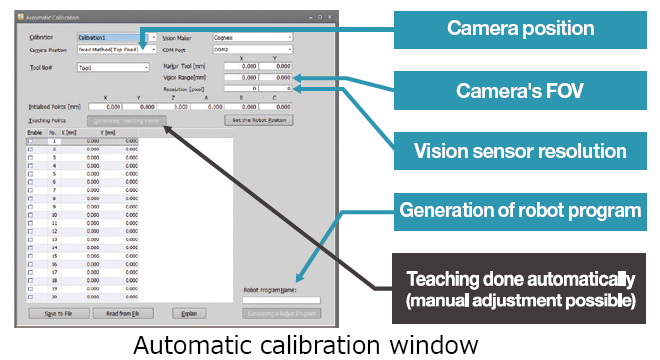 Automatic Calibration
Calibration Calibration1 Vision Maker Cognex
Camera Position Fixed Method(Top Fixed) COM Port COM2
X Y
Tool No# Tool: Marker Tool [mm] 0.000 0.000
Vision Range[mm] 0.000 0.000
Resolution [pixel] 0 0
X Y Z A B C
Initialized Points [mm] 0.000 0.000 0.000 0.000 0.000 0.000
Teaching Points Generating Teaching Points Get the Robot Position
Enable No. X [mm] Y [mm]
1 0.000 0.000
2 0.000 0.000
3 0.000 0.000
4 0.000 0.000
5 0.000 0.000
6 0.000 0.000
7 0.000 0.000
8 0.000 0.000
9 0.000 0.000
10 0.000 0.000
11 0.000 0.000
12 0.000 0.000
13 0.000 0.000
14 0.000 0.000
15 0.000 0.000
16 0.000 0.000
17 0.000 0.000
18 0.000 0.000
19 0.000 0.000
20 0.000 0.000
Robot Program Name:
Save to File Read from File Explan Generating a Robot Program
Camera position
Camera's FOV
Vision sensor resolution
Generation of robot program
Teaching done automatically
(manual adjustment possible)
Automatic calibration window